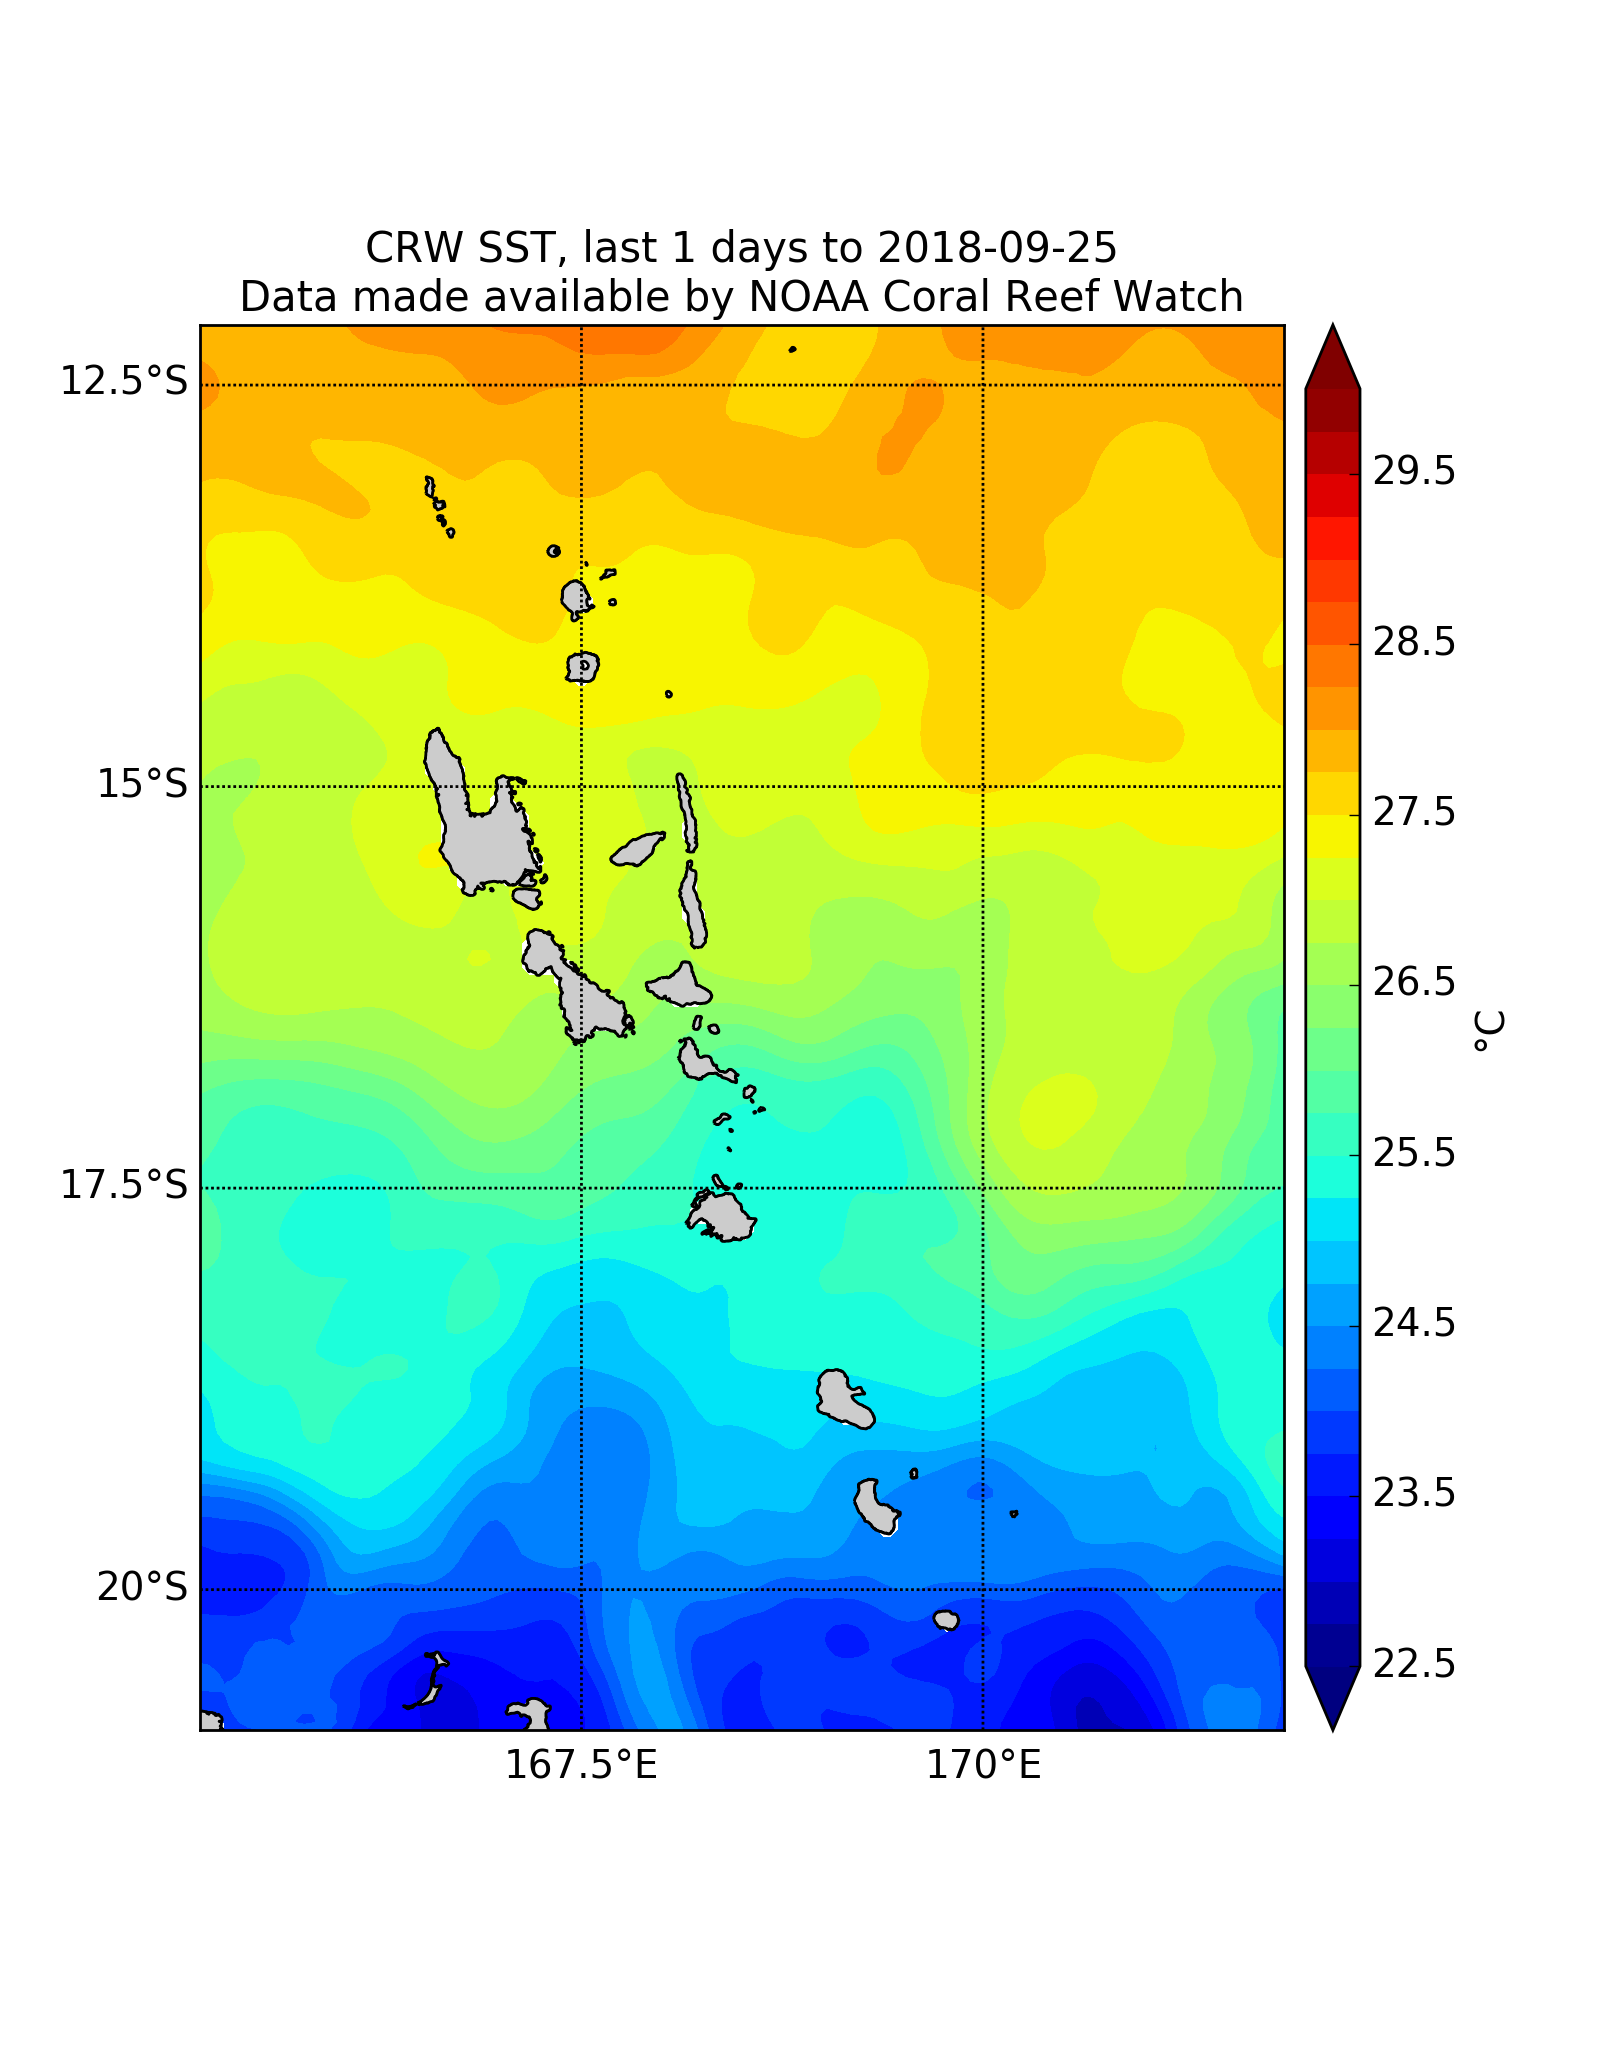 CRW SST, last 1 days to 2018-09-25
Data made available by NOAA Coral Reef Watch
12.5°S
15°S
17.5°S
20°S
167.5°E
170°E
29.5
28.5
27.5
26.5
25.5
24.5
23.5
22.5
°C